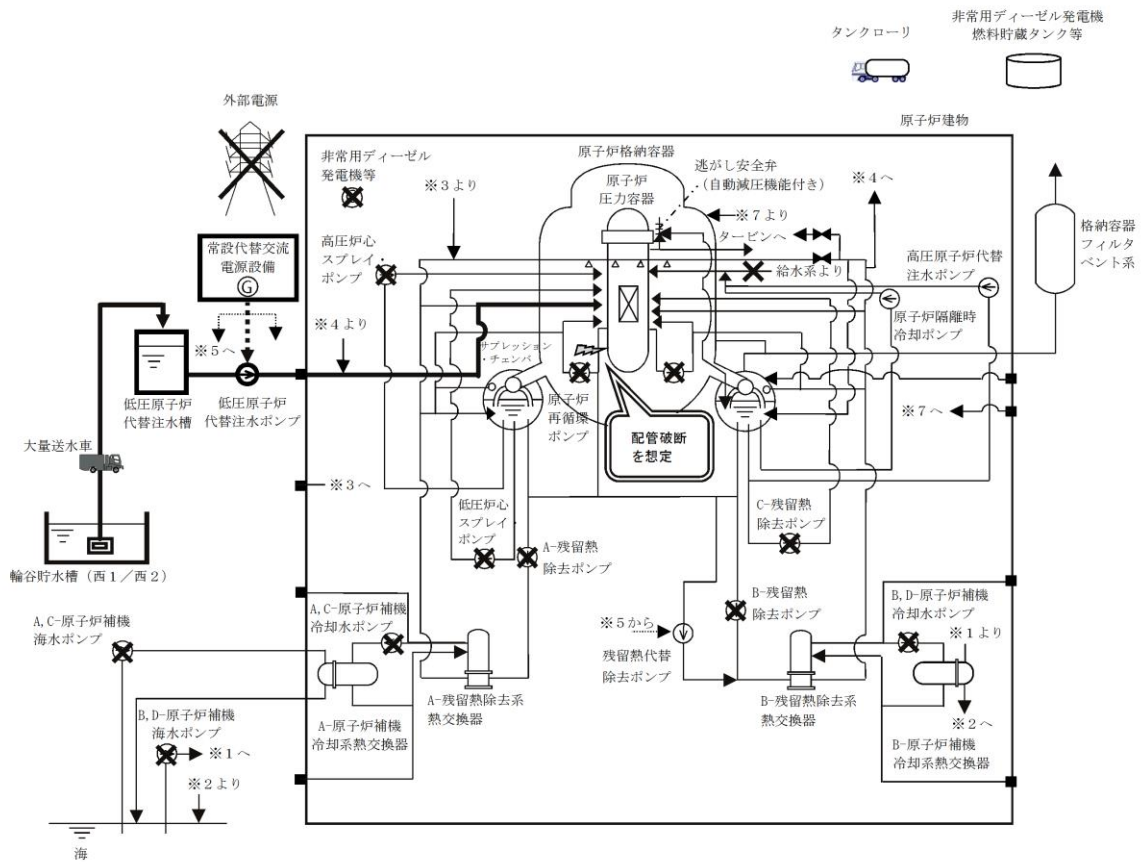 タンクローリ
非常用ディーゼル発電機
燃料貯蔵タンク等
外部電源
原子炉建物
非常用ディーゼル
発電機等
※3より
原子炉格納容器
原子炉
圧力容器
逃がし安全弁
(自動減圧機能付き)
※4へ
※7より
タービンへ
格納容器
フィルタ
ベント系
常設代替交流
電源設備
G
高圧炉心
スプレイ・
ポンプ
給水系より
高圧原子炉代替
注水ポンプ
原子炉隔離時
冷却ポンプ
※4より
※5へ
サプレッション
・チェンバ
低圧原子炉
代替注水槽
低圧原子炉
代替注水ポンプ
原子炉
再循環
ポンプ
配管破断
を想定
※7へ
大量送水車
※3へ
低圧炉心
スプレイ・
ポンプ
C-残留熱
除去ポンプ
A-残留熱
除去ポンプ
輪谷貯水槽(西1/西2)
A,C-原子炉補機
海水ポンプ
A,C-原子炉補機
冷却水ポンプ
B-残留熱
除去ポンプ
B,D-原子炉補機
冷却水ポンプ
※5から
※1より
残留熱代替
除去ポンプ
A-残留熱除去系
熱交換器
B-残留熱除去系
熱交換器
B,D-原子炉補機
海水ポンプ
※1へ
A-原子炉補機
冷却系熱交換器
※2へ
B-原子炉補機
冷却系熱交換器
※2より
海